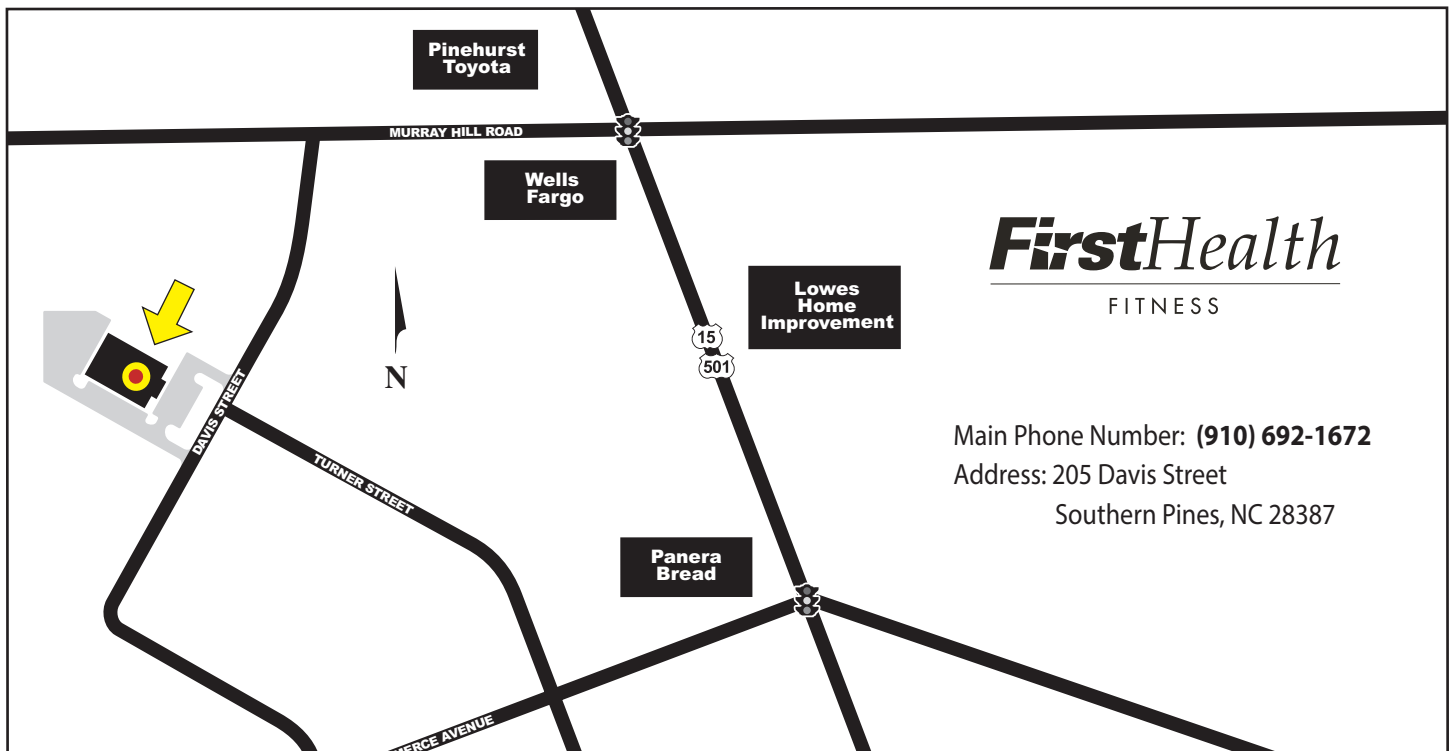 Pinehurst
Toyota
MURRAY HILL ROAD
Wells
Fargo
FirstHealth
FITNESS
Lowes
Home
Improvement
15
501
N
DAVIS STREET
TURNER STREET
Main Phone Number: (910) 692-1672
Address: 205 Davis Street
Southern Pines, NC 28387
Panera
Bread
AVENUE